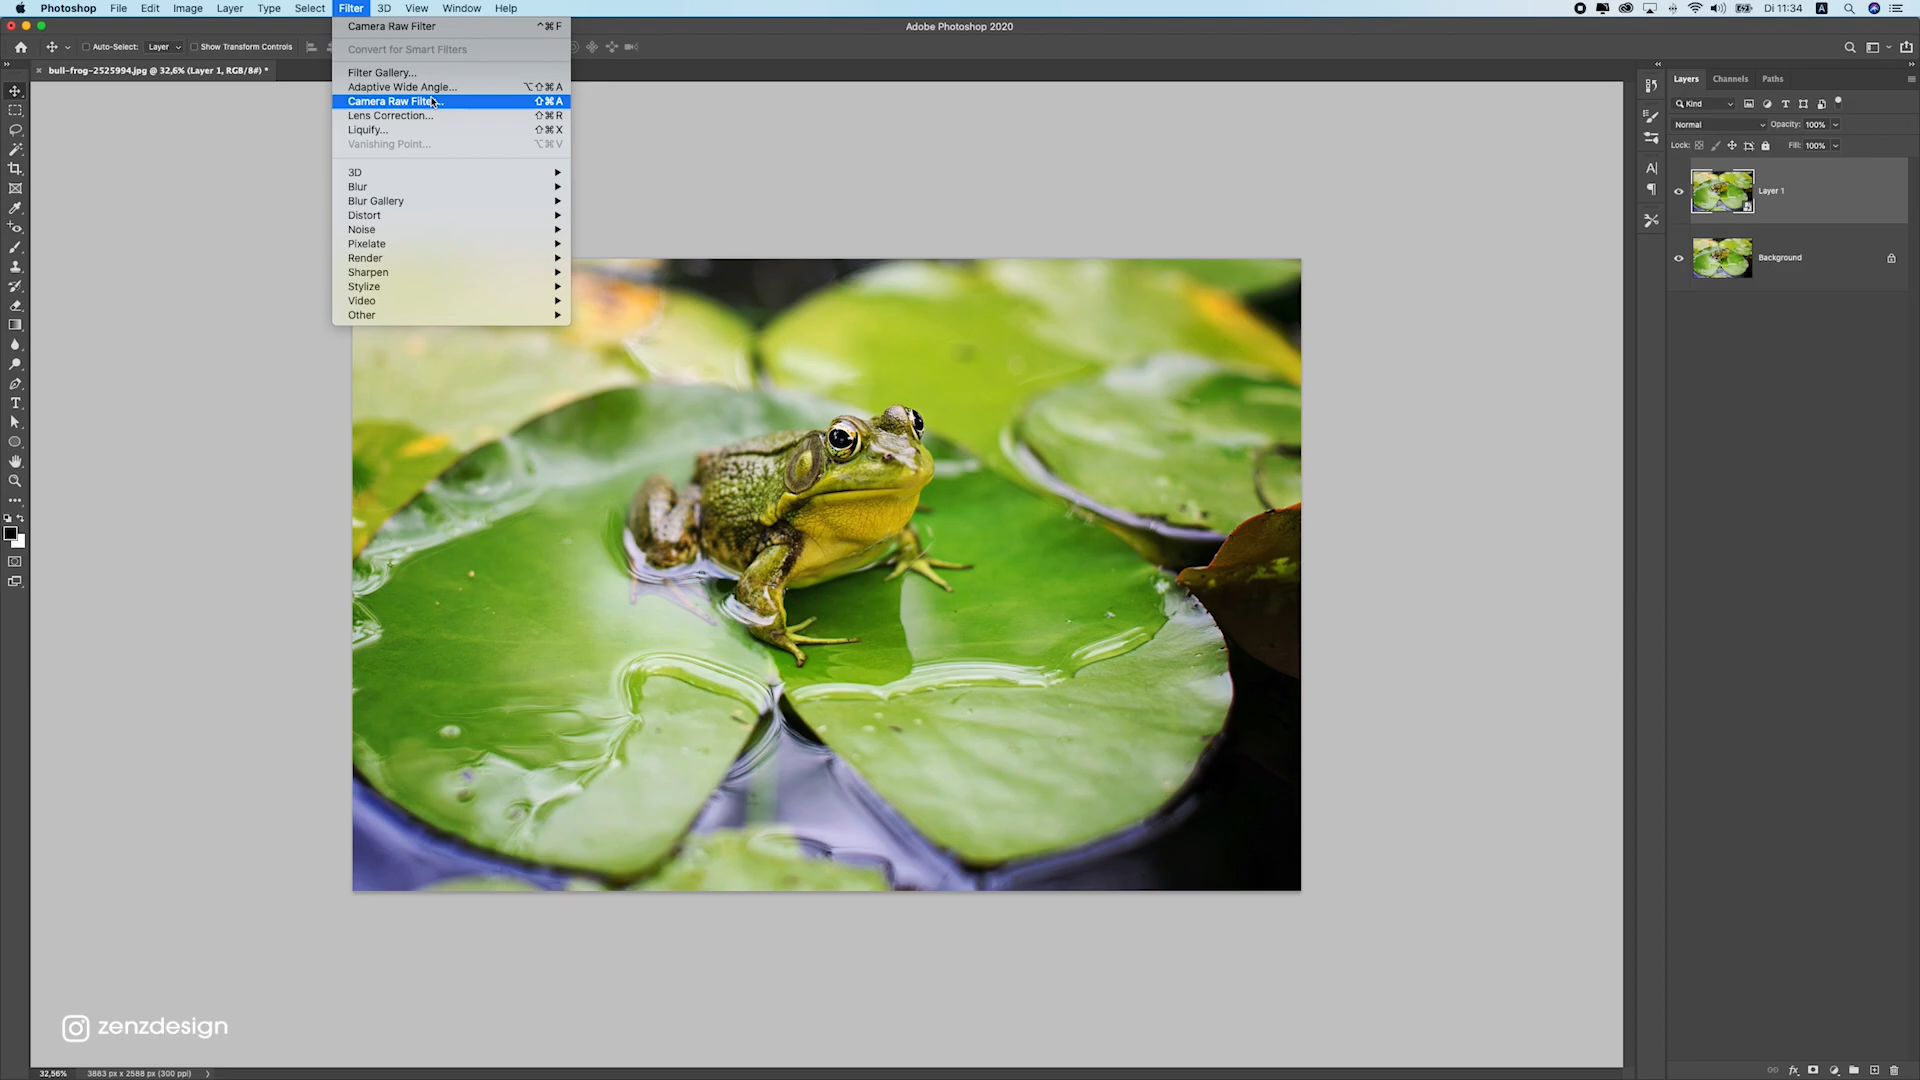 Photoshop File Edit Image Layer Type Select Filter 3D View Window Help Di 11:34 A
Adobe Photoshop 2020
Auto-Select: Layer Show Transform Controls
× bull-frog-2525994.jpg @ 32,6% (Layer 1, RGB/8#) *
Camera Raw Filter ⌃⌘F
Convert for Smart Filters
Filter Gallery...
Adaptive Wide Angle... ⌥⇧⌘A
Camera Raw Filte... ⇧⌘A
Lens Correction... ⇧⌘R
Liquify... ⇧⌘X
Vanishing Point... ⌥⌘V
3D
Blur
Blur Gallery
Distort
Noise
Pixelate
Render
Sharpen
Stylize
Video
Other
Layers Channels Paths
Kind
Normal Opacity: 100%
Lock: Fill: 100%
Layer 1
Background
zenzdesign
32,56% 3883 px x 2588 px (300 ppi)